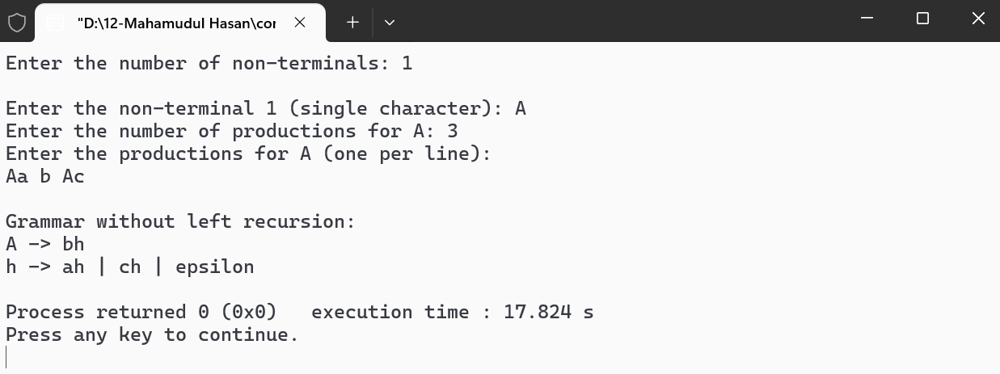 "D:\12-Mahamudul Hasan\cor
Enter the number of non-terminals: 1
Enter the non-terminal 1 (single character): A
Enter the number of productions for A: 3
Enter the productions for A (one per line):
Aa b Ac
Grammar without left recursion:
A -> bh
h -> ah | ch | epsilon
Process returned 0 (0x0)   execution time : 17.824 s
Press any key to continue.